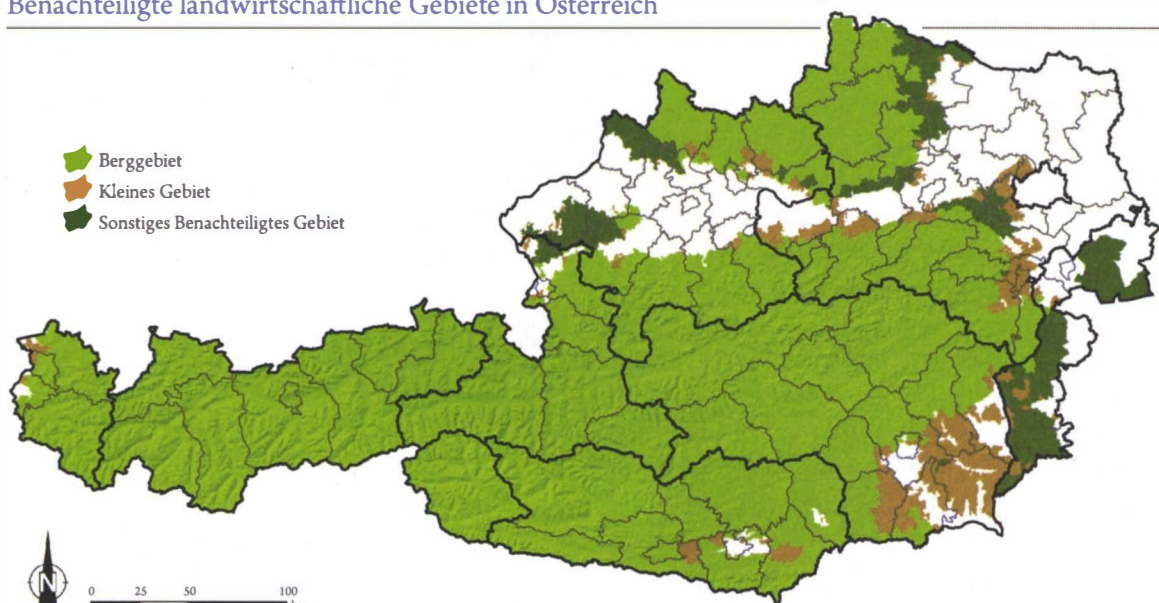 Benachteiligte landwirtschaftliche Gebiete in Österreich
Berggebiet
Kleines Gebiet
Sonstiges Benachteiligtes Gebiet
N
0 25 50 100